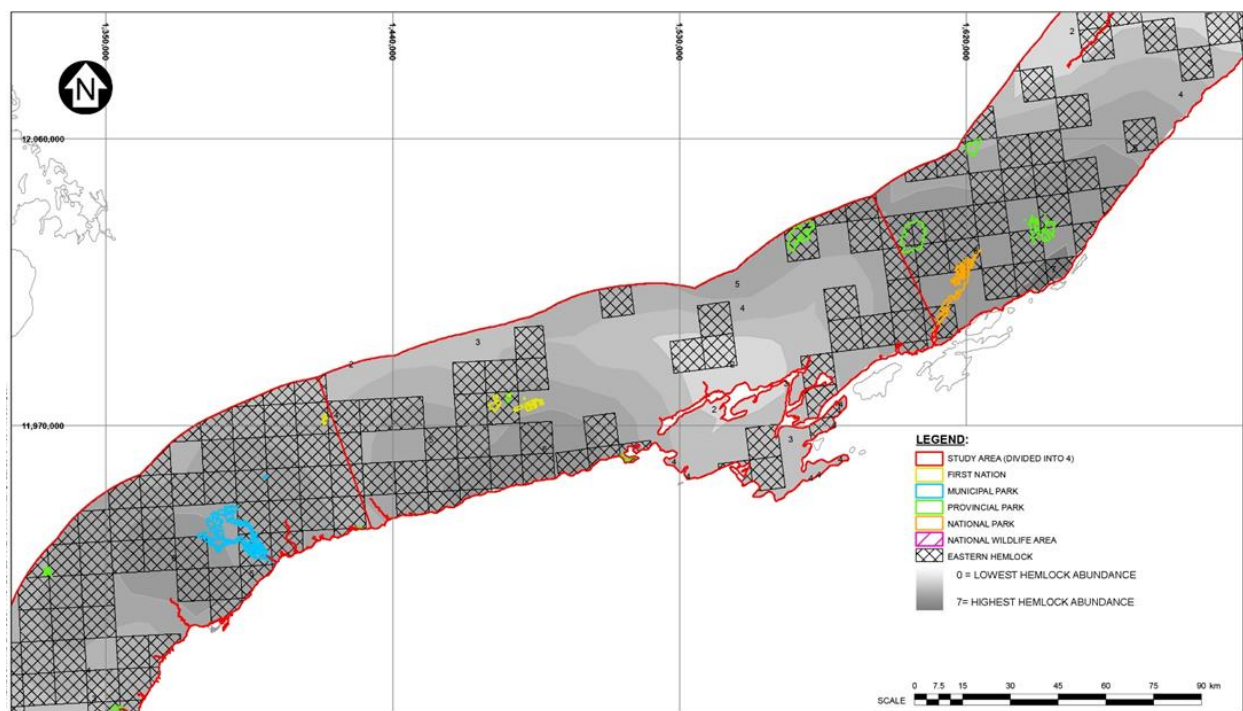 1,350,000
1,440,000
1,530,000
1,620,000
N
12,060,000
11,970,000
2
4
5
4
3
2
2
3
LEGEND:
STUDY AREA (DIVIDED INTO 4)
FIRST NATION
MUNICIPAL PARK
PROVINCIAL PARK
NATIONAL PARK
NATIONAL WILDLIFE AREA
EASTERN HEMLOCK
0 = LOWEST HEMLOCK ABUNDANCE
7= HIGHEST HEMLOCK ABUNDANCE
0 7.5 15 30 45 60 75 90 km
SCALE